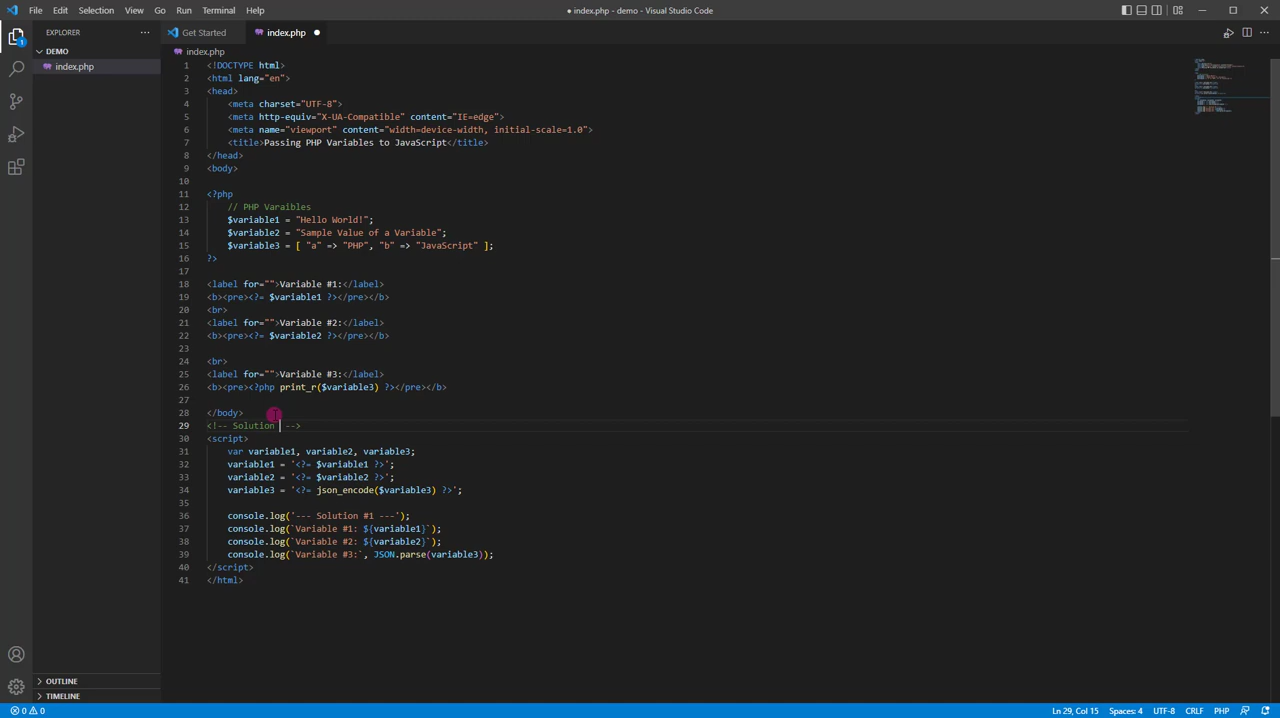 File Edit Selection View Go Run Terminal Help
● index.php - demo - Visual Studio Code
EXPLORER
Get Started
index.php
DEMO
index.php
1
index.php
1 <!DOCTYPE html>
2 <html lang="en">
3 <head>
4 <meta charset="UTF-8">
5 <meta http-equiv="X-UA-Compatible" content="IE=edge">
6 <meta name="viewport" content="width=device-width, initial-scale=1.0">
7 <title>Passing PHP Variables to JavaScript</title>
8 </head>
9 <body>
10
11 <?php
12 // PHP Varaibles
13 $variable1 = "Hello World!";
14 $variable2 = "Sample Value of a Variable";
15 $variable3 = [ "a" => "PHP", "b" => "JavaScript" ];
16 ?>
17
18 <label for="">Variable #1:</label>
19 <b><pre><?= $variable1 ?></pre></b>
20 <br>
21 <label for="">Variable #2:</label>
22 <b><pre><?= $variable2 ?></pre></b>
23
24 <br>
25 <label for="">Variable #3:</label>
26 <b><pre><?php print_r($variable3) ?></pre></b>
27
28 </body>
29 <!-- Solution  -->
30 <script>
31 var variable1, variable2, variable3;
32 variable1 = '<?= $variable1 ?>';
33 variable2 = '<?= $variable2 ?>';
34 variable3 = '<?= json_encode($variable3) ?>';
35
36 console.log('--- Solution #1 ---');
37 console.log(`Variable #1: ${variable1}`);
38 console.log(`Variable #2: ${variable2}`);
39 console.log(`Variable #3:`, JSON.parse(variable3));
40 </script>
41 </html>
OUTLINE
TIMELINE
0 0
Ln 29, Col 15 Spaces: 4 UTF-8 CRLF PHP